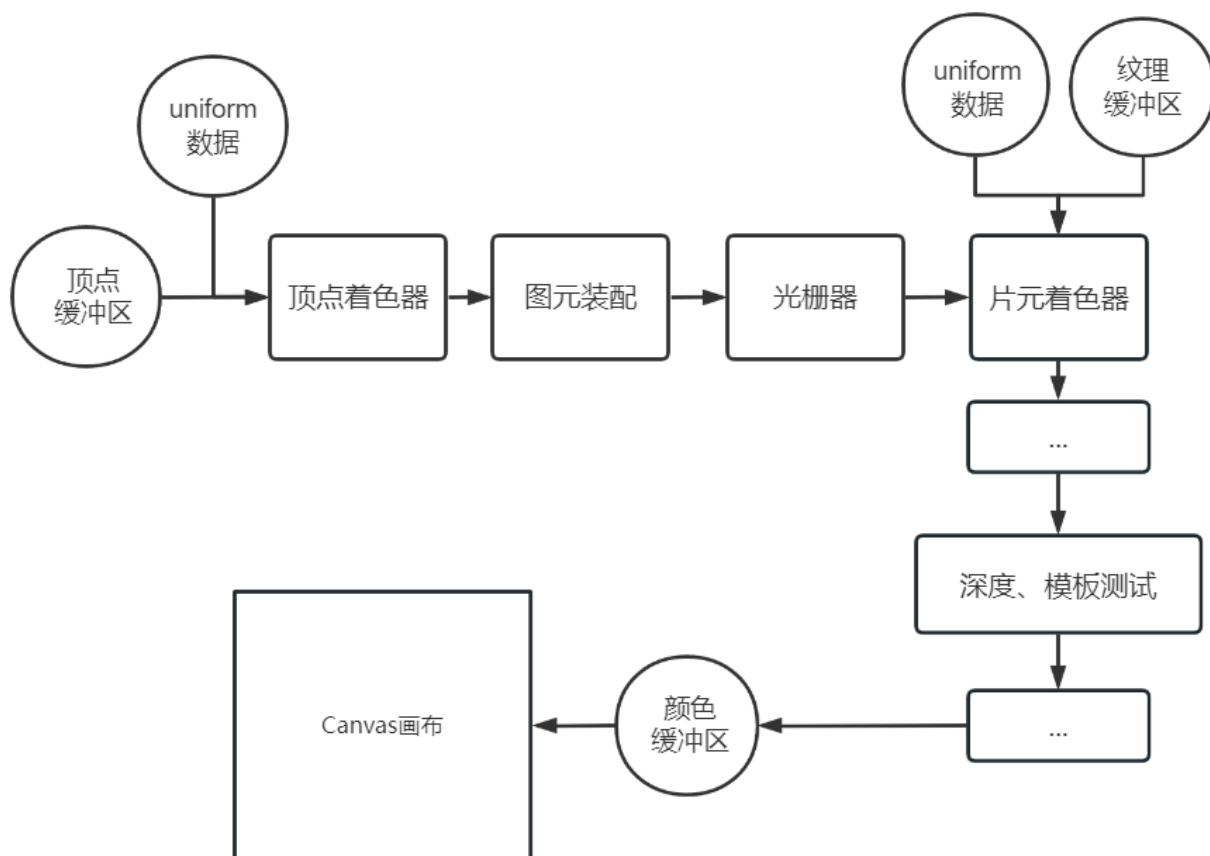 uniform
数据
uniform
数据
纹理
缓冲区
顶点
缓冲区
顶点着色器
图元装配
光栅器
片元着色器
...
深度、模板测试
Canvas画布
颜色
缓冲区
...